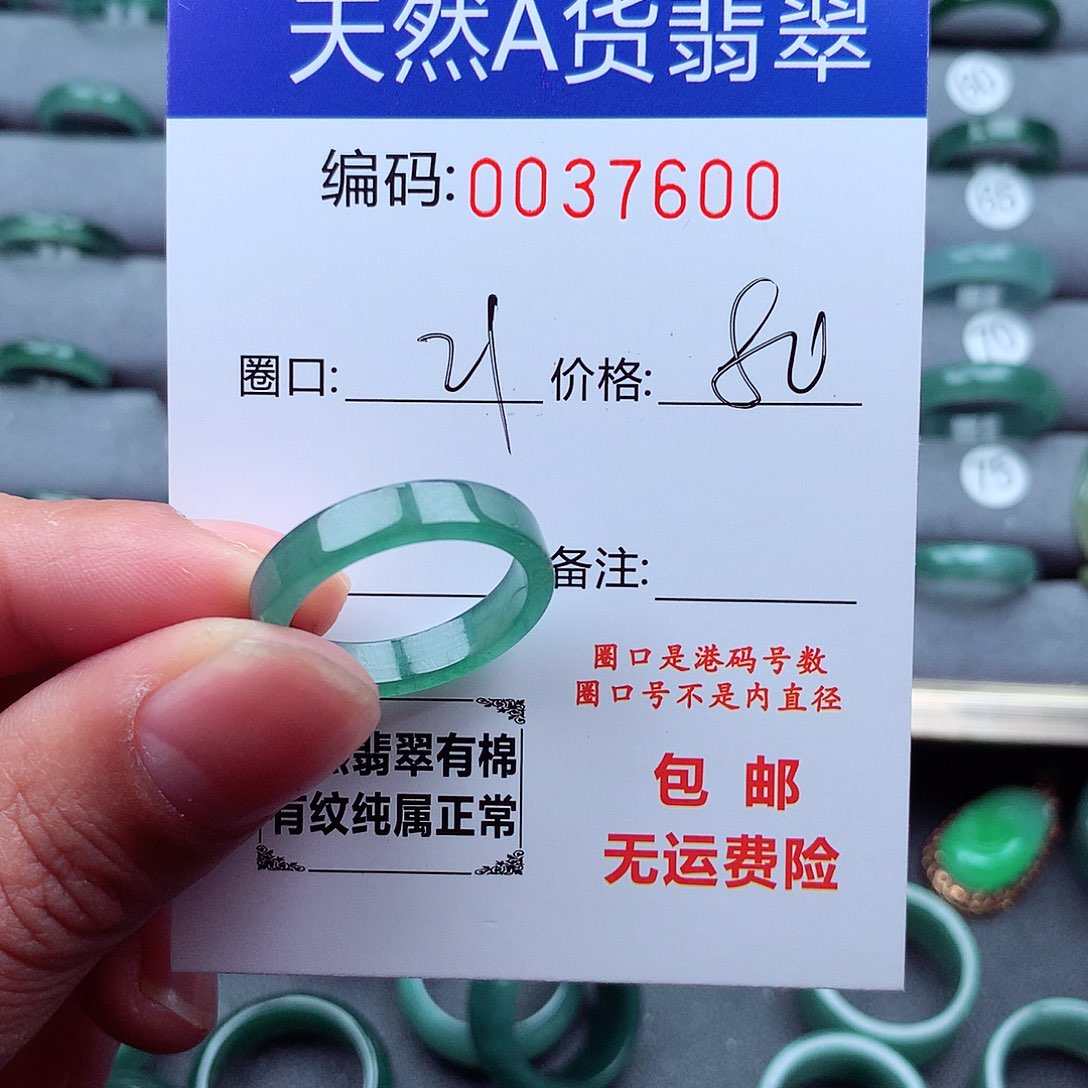 天然A货翡翠
编码:0037600
圈口: 21 价格: 80
备注:
圈口是港码号数
圈口号不是内直径
翡翠有棉
有纹纯属正常
包邮
无运费险
60
65
70
75